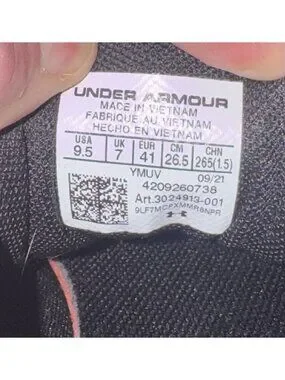 UNDER ARMOUR
MADE IN VIETNAM
FABRIQUÉ AU VIETNAM
HECHO EN VIETNAM
USA UK EUR CM CHN
9.5 7 41 26.5 265(1.5)
YMUV 09/21
4209260738
Art.3024913-001